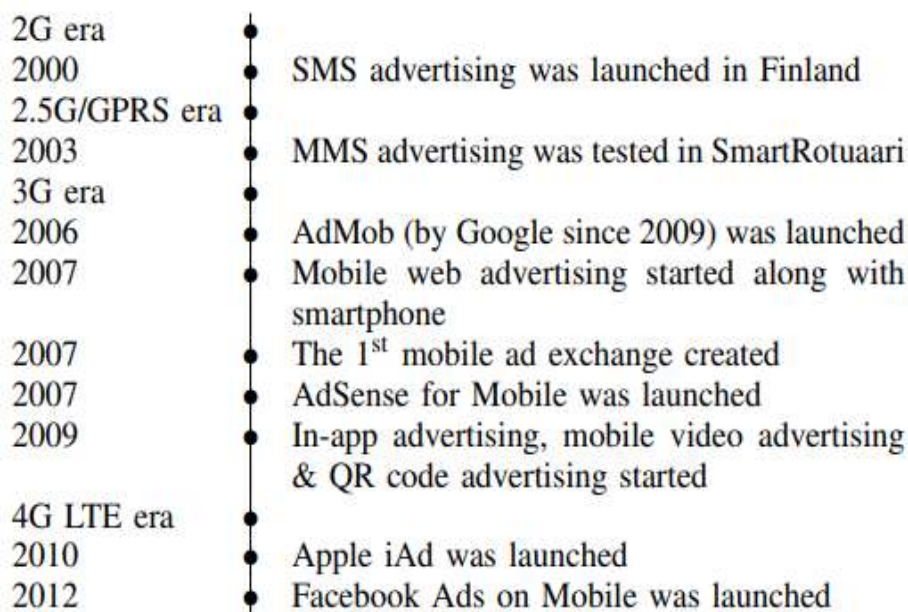 2G era
2000 SMS advertising was launched in Finland
2.5G/GPRS era
2003 MMS advertising was tested in SmartRotuaari
3G era
2006 AdMob (by Google since 2009) was launched
2007 Mobile web advertising started along with
smartphone
2007 The 1st mobile ad exchange created
2007 AdSense for Mobile was launched
2009 In-app advertising, mobile video advertising
& QR code advertising started
4G LTE era
2010 Apple iAd was launched
2012 Facebook Ads on Mobile was launched